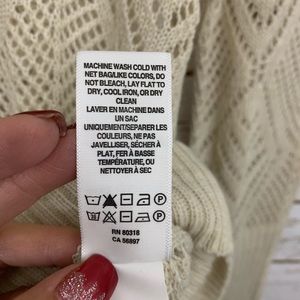 MACHINE WASH COLD WITH
NET BAG/LIKE COLORS, DO
NOT BLEACH, LAY FLAT TO
DRY, COOL IRON, OR DRY
CLEAN
LAVER EN MACHINE DANS
UN SAC
UNIQUEMENT/SEPARER LES
COULEURS, NE PAS
JAVELLISER, SÉCHER À
PLAT, FER À BASSE
TEMPÉRATURE, OU
NETTOYER À SEC
P
P
RN 80318
CA 56897